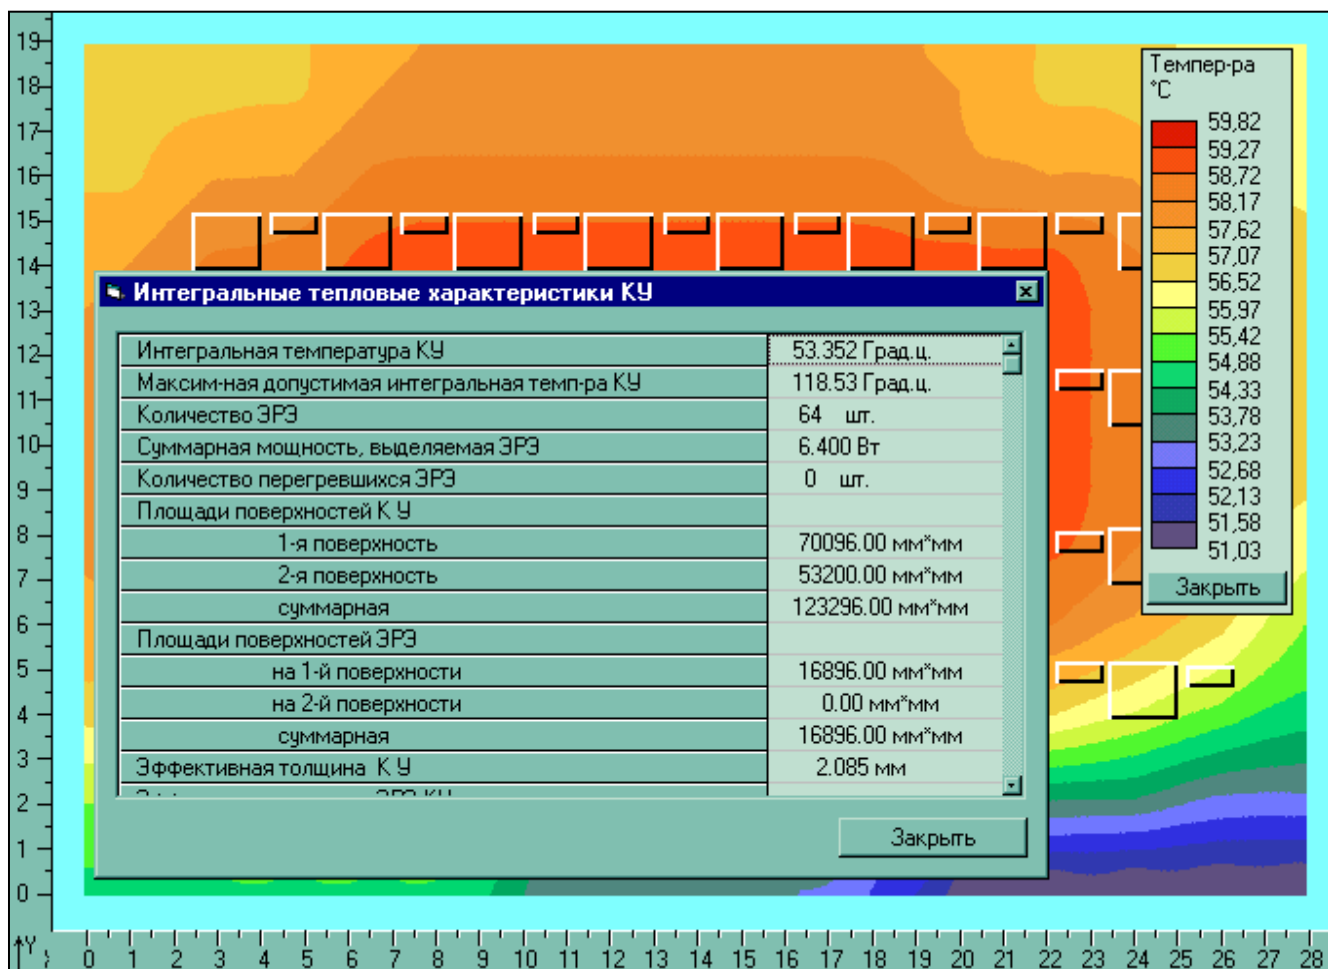 19
18
17
16
15
14
13
12
11
10
9
8
7
6
5
4
3
2
1
0
Y
0 1 2 3 4 5 6 7 8 9 10 11 12 13 14 15 16 17 18 19 20 21 22 23 24 25 26 27 28
Темпер-ра
°C
59,82
59,27
58,72
58,17
57,62
57,07
56,52
55,97
55,42
54,88
54,33
53,78
53,23
52,68
52,13
51,58
51,03
Закрыть
Интегральные тепловые характеристики КУ
Интегральная температура КУ 53.352 Град.ц.
Максим-ная допустимая интегральная темп-ра КУ 118.53 Град.ц.
Количество ЭРЭ 64 шт.
Суммарная мощность, выделяемая ЭРЭ 6.400 Вт
Количество перегревшихся ЭРЭ 0 шт.
Площади поверхностей К У
1-я поверхность 70096.00 мм*мм
2-я поверхность 53200.00 мм*мм
суммарная 123296.00 мм*мм
Площади поверхностей ЭРЭ
на 1-й поверхности 16896.00 мм*мм
на 2-й поверхности 0.00 мм*мм
суммарная 16896.00 мм*мм
Эффективная толщина К У 2.085 мм
Закрыть